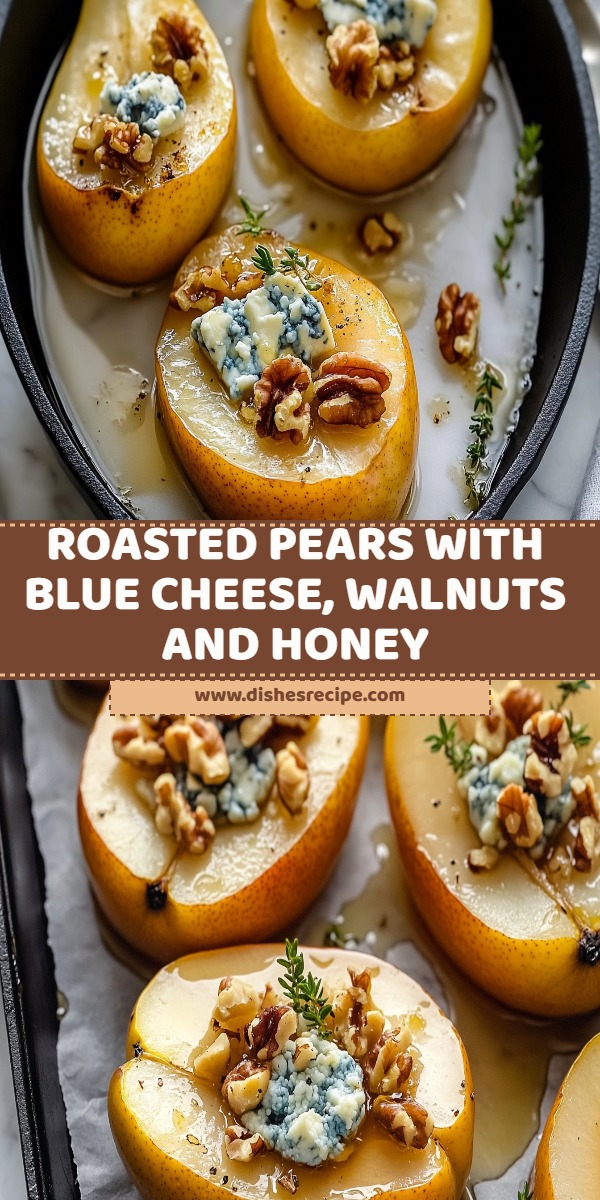 ROASTED PEARS WITH
BLUE CHEESE, WALNUTS
AND HONEY
www.dishesrecipe.com